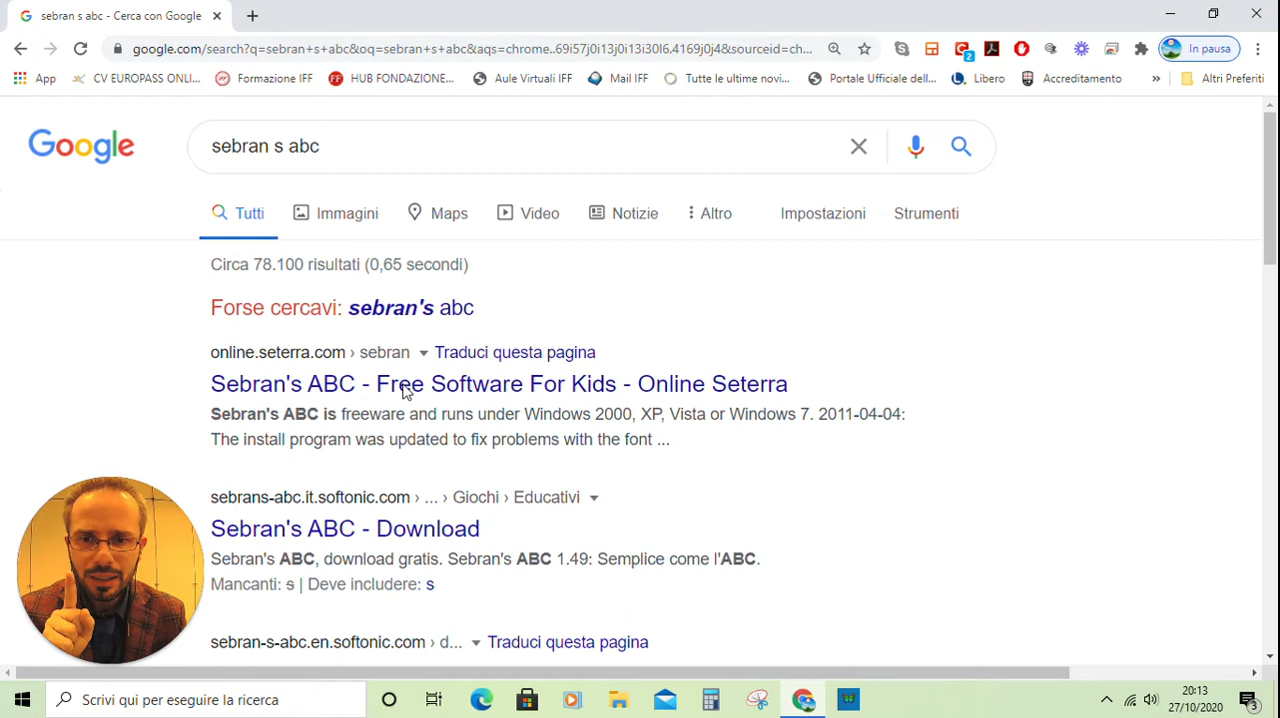 sebran s abc - Cerca con Google
google.com/search?q=sebran+s+abc&oq=sebran+s+abc&aqs=chrome..69i57j0i13j0i13i30l6.4169j0j4&sourceid=chr...
In pausa
App
CV EUROPASS ONLI...
Formazione IFF
HUB FONDAZIONE...
Aule Virtuali IFF
Mail IFF
Tutte le ultime novi...
Portale Ufficiale dell...
Libero
Accreditamento
»
Altri Preferiti
Google
sebran s abc
Tutti
Immagini
Maps
Video
Notizie
Altro
Impostazioni
Strumenti
Circa 78.100 risultati (0,65 secondi)
Forse cercavi: sebran's abc
online.seterra.com › sebran Traduci questa pagina
Sebran's ABC - Free Software For Kids - Online Seterra
Sebran's ABC is freeware and runs under Windows 2000, XP, Vista or Windows 7. 2011-04-04:
The install program was updated to fix problems with the font ...
sebrans-abc.it.softonic.com › ... › Giochi › Educativi
Sebran's ABC - Download
Sebran's ABC, download gratis. Sebran's ABC 1.49: Semplice come l'ABC.
Mancanti: s | Deve includere: s
sebran-s-abc.en.softonic.com › d... Traduci questa pagina
Scrivi qui per eseguire la ricerca
20:13
27/10/2020
3